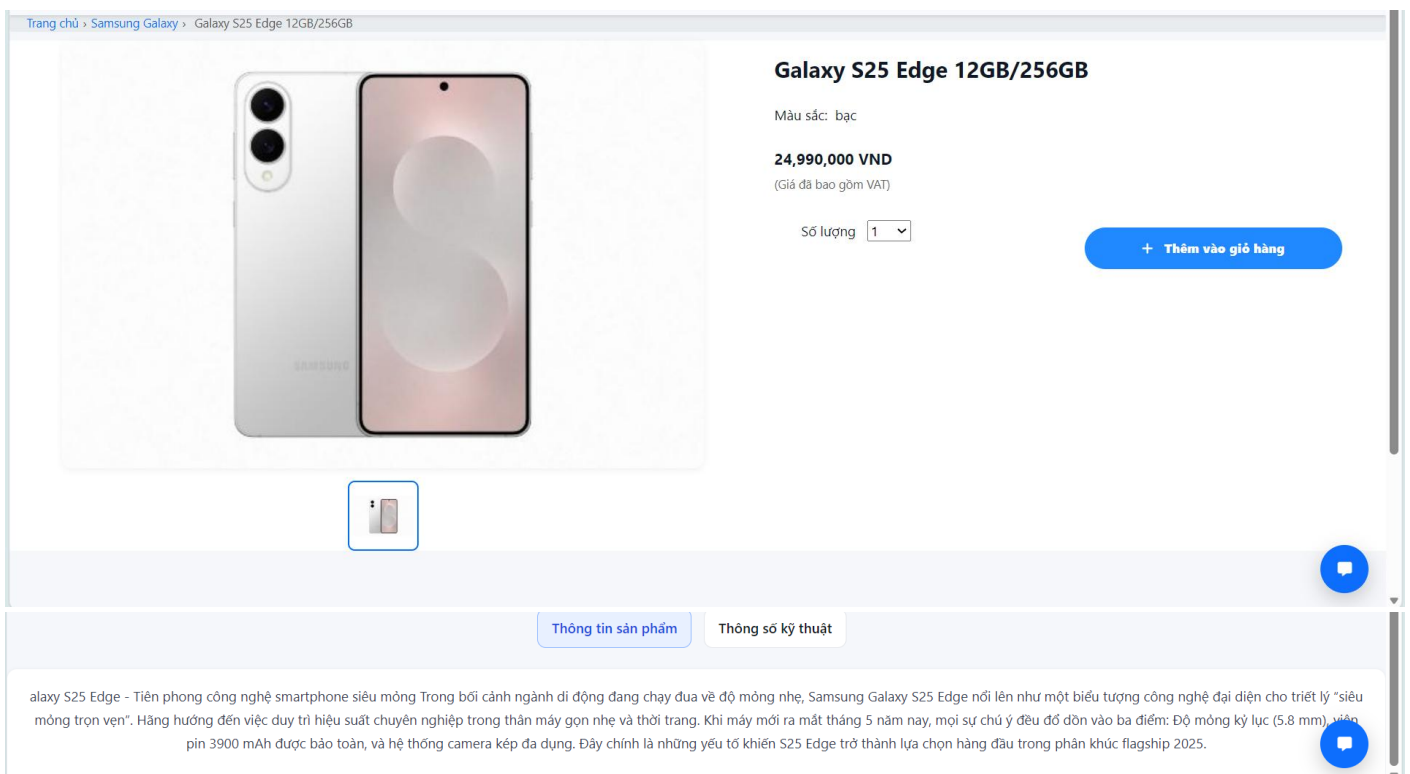 Trang chủ › Samsung Galaxy › Galaxy S25 Edge 12GB/256GB
Galaxy S25 Edge 12GB/256GB
Màu sắc: bạc
24,990,000 VND
(Giá đã bao gồm VAT)
Số lượng 1
+ Thêm vào giỏ hàng
SAMSUNG
Thông tin sản phẩm
Thông số kỹ thuật
alaxy S25 Edge - Tiên phong công nghệ smartphone siêu mỏng Trong bối cảnh ngành di động đang chạy đua về độ mỏng nhẹ, Samsung Galaxy S25 Edge nổi lên như một biểu tượng công nghệ đại diện cho triết lý “siêu
mỏng trọn vẹn”. Hãng hướng đến việc duy trì hiệu suất chuyên nghiệp trong thân máy gọn nhẹ và thời trang. Khi máy mới ra mắt tháng 5 năm nay, mọi sự chú ý đều đổ dồn vào ba điểm: Độ mỏng kỷ lục (5.8 mm), viên
pin 3900 mAh được bảo toàn, và hệ thống camera kép đa dụng. Đây chính là những yếu tố khiến S25 Edge trở thành lựa chọn hàng đầu trong phân khúc flagship 2025.